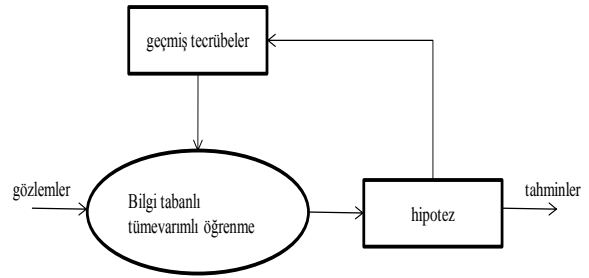 geçmiş tecrübeler
gözlemler
Bilgi tabanlı
tümevarımlı öğrenme
hipotez
tahminler